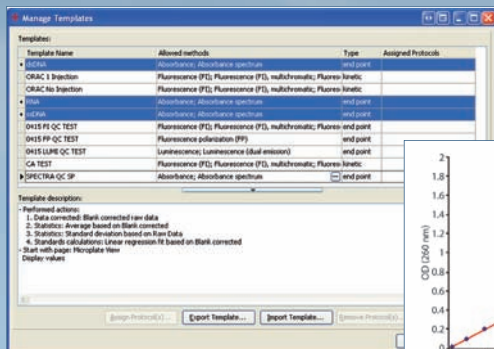 Manage Templates
Templates:
Template Name Allowed methods Type Assigned Protocols
dsDNA Absorbance; Absorbance spectrum end point
ORAC 1 Injection Fluorescence (FI); Fluorescence (FI), multichromatic; Fluores kinetic
ORAC No Injection Fluorescence (FI); Fluorescence (FI), multichromatic; Fluores kinetic
RNA Absorbance; Absorbance spectrum end point
ssDNA Absorbance; Absorbance spectrum end point
0415 FI QC TEST Fluorescence (FI); Fluorescence (FI), multichromatic; Fluores end point
0415 FP QC TEST Fluorescence polarization (FP) end point
0415 LUMI QC TEST Luminescence; Luminescence (dual emission) end point
CA TEST Fluorescence (FI); Fluorescence (FI), multichromatic; Fluores kinetic
SPECTRA QC SP Absorbance; Absorbance spectrum end point
Template description:
- Performed actions:
1. Data corrected: Blank corrected raw data
2. Statistics: Average based on Blank corrected
3. Statistics: Standard deviation based on Raw Data
4. Standards calculations: Linear regression fit based on Blank corrected
- Start with page: Microplate View
Display values
Assign Protocol(s)... Export Template... Import Template... Remove Protocol(s)
OD (260 nm)
2
1.8
1.6
1.4
1.2
1
0.8
0.6
0.4
0.2
0